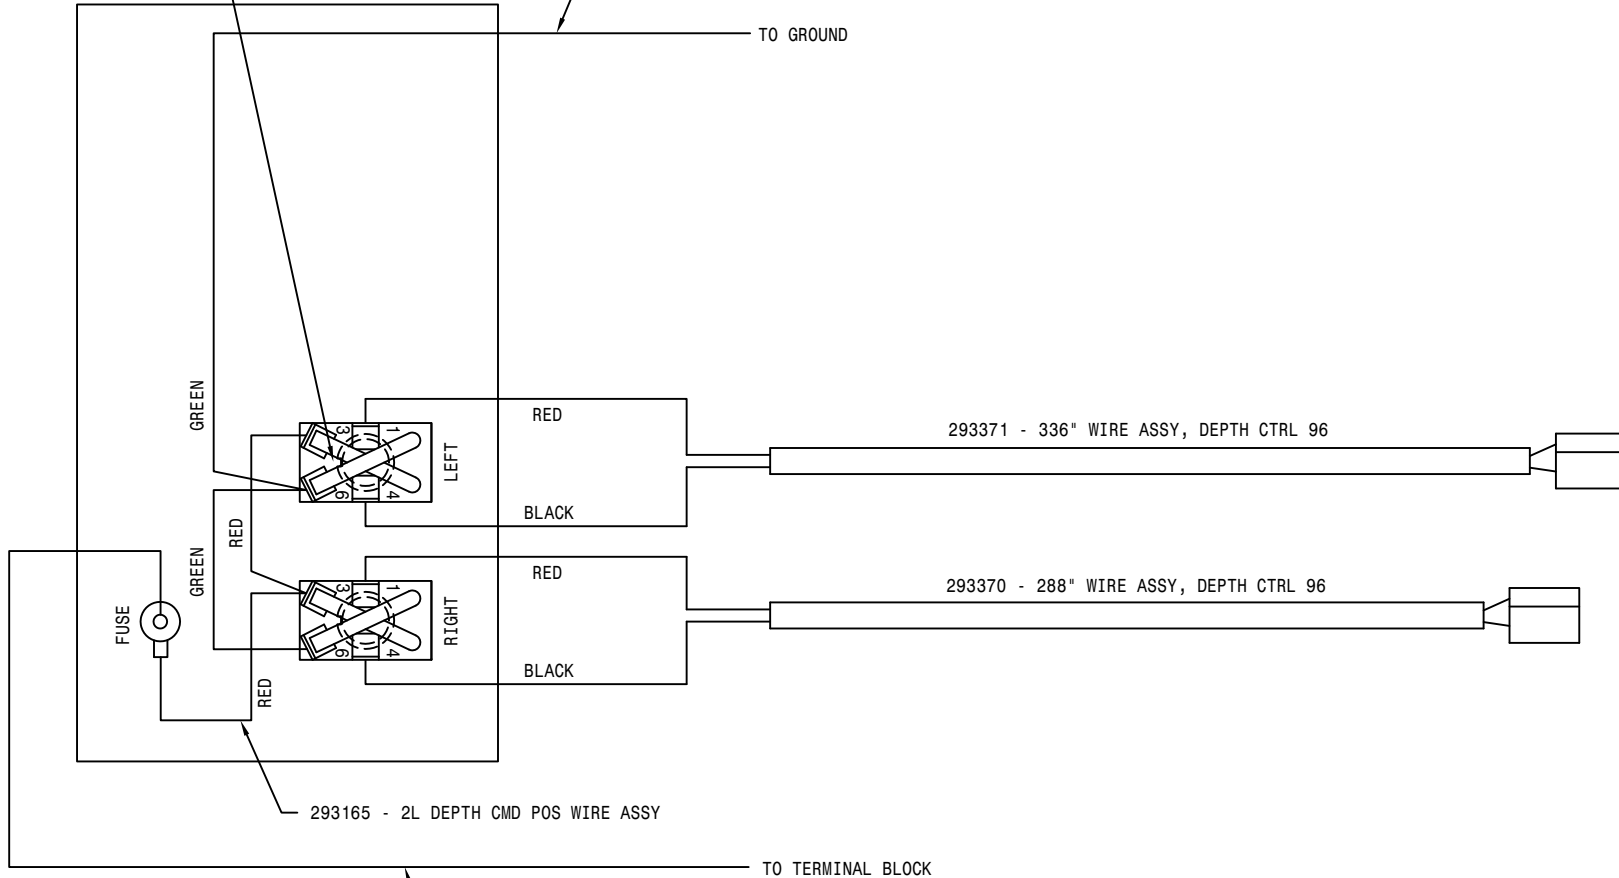 TO GROUND
GREEN
3 1
6 4
LEFT
RED
BLACK
293371 - 336" WIRE ASSY, DEPTH CTRL 96
RED
GREEN
3 1
6 4
RIGHT
RED
BLACK
293370 - 288" WIRE ASSY, DEPTH CTRL 96
FUSE
RED
293165 - 2L DEPTH CMD POS WIRE ASSY
TO TERMINAL BLOCK